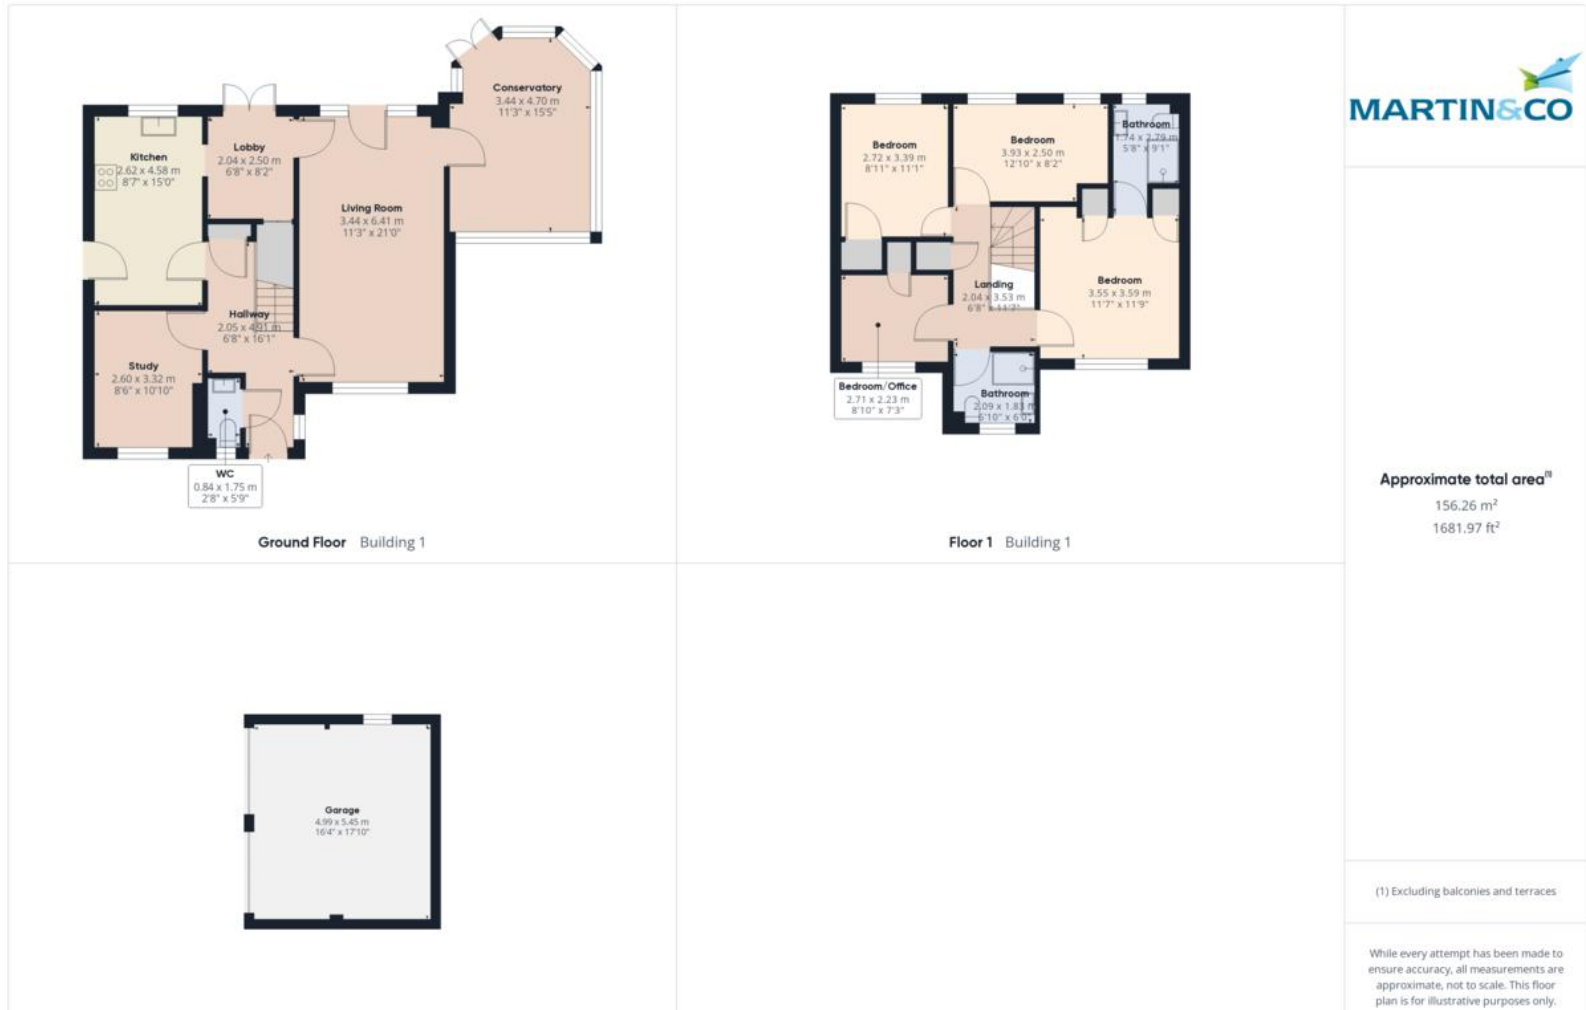 Kitchen
2.62 x 4.58 m
8'7" x 15'0"
Lobby
2.04 x 2.50 m
6'8" x 8'2"
Living Room
3.44 x 6.41 m
11'3" x 21'0"
Conservatory
3.44 x 4.70 m
11'3" x 15'5"
Hallway
2.05 x 4.91 m
6'8" x 16'1"
Study
2.60 x 3.32 m
8'6" x 10'10"
WC
0.84 x 1.75 m
2'8" x 5'9"
Ground Floor Building 1
Bedroom
2.72 x 3.39 m
8'11" x 11'1"
Bedroom
3.93 x 2.50 m
12'10" x 8'2"
Bathroom
1.74 x 2.79 m
5'8" x 9'1"
Landing
2.04 x 3.53 m
6'8" x 11'7"
Bedroom
3.55 x 3.59 m
11'7" x 11'9"
Bedroom/Office
2.71 x 2.23 m
8'10" x 7'3"
Bathroom
2.09 x 1.83 m
6'10" x 6'0"
Floor 1 Building 1
Garage
4.99 x 5.45 m
16'4" x 17'10"
MARTIN&CO
Approximate total area(1)
156.26 m²
1681.97 ft²
(1) Excluding balconies and terraces
While every attempt has been made to
ensure accuracy, all measurements are
approximate, not to scale. This floor
plan is for illustrative purposes only.